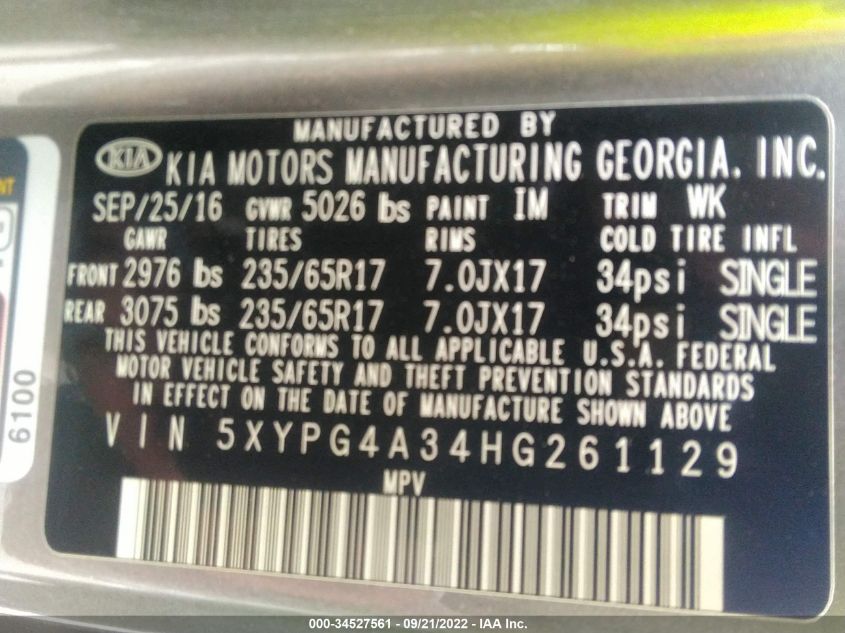 MANUFACTURED BY
KIA KIA MOTORS MANUFACTURING GEORGIA, INC.
SEP/25/16 GVWR 5026 lbs PAINT IM TRIM WK
GAWR TIRES RIMS COLD TIRE INFL
FRONT 2976 lbs 235/65R17 7.0JX17 34psi SINGLE
REAR 3075 lbs 235/65R17 7.0JX17 34psi SINGLE
THIS VEHICLE CONFORMS TO ALL APPLICABLE U.S.A. FEDERAL
MOTOR VEHICLE SAFETY AND THEFT PREVENTION STANDARDS
IN EFFECT ON THE DATE OF MANUFACTURE SHOWN ABOVE
VIN 5XYPG4A34HG261129
MPV
6100
000-34527561 - 09/21/2022 - IAA Inc.